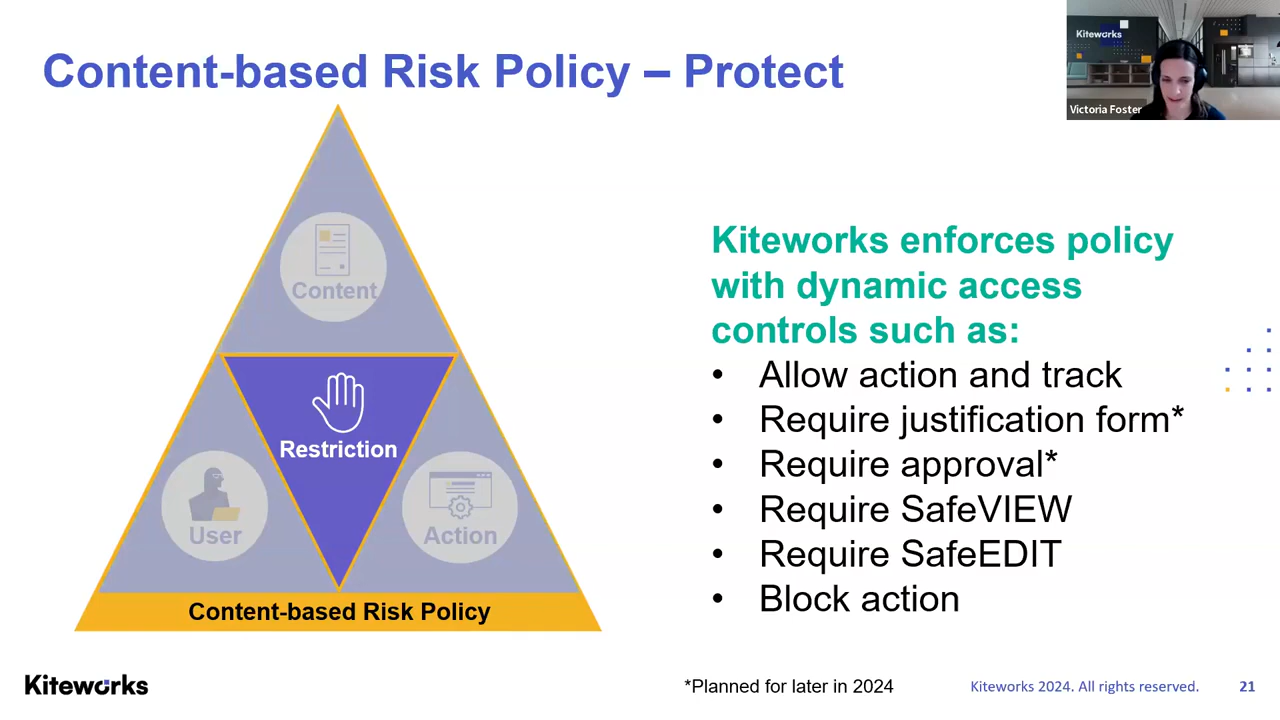 Content-based Risk Policy – Protect
Kiteworks
Victoria Foster
Content
Restriction
User
Action
Content-based Risk Policy
Kiteworks enforces policy
with dynamic access
controls such as:
• Allow action and track
• Require justification form*
• Require approval*
• Require SafeVIEW
• Require SafeEDIT
• Block action
Kiteworks
*Planned for later in 2024
Kiteworks 2024. All rights reserved.
21